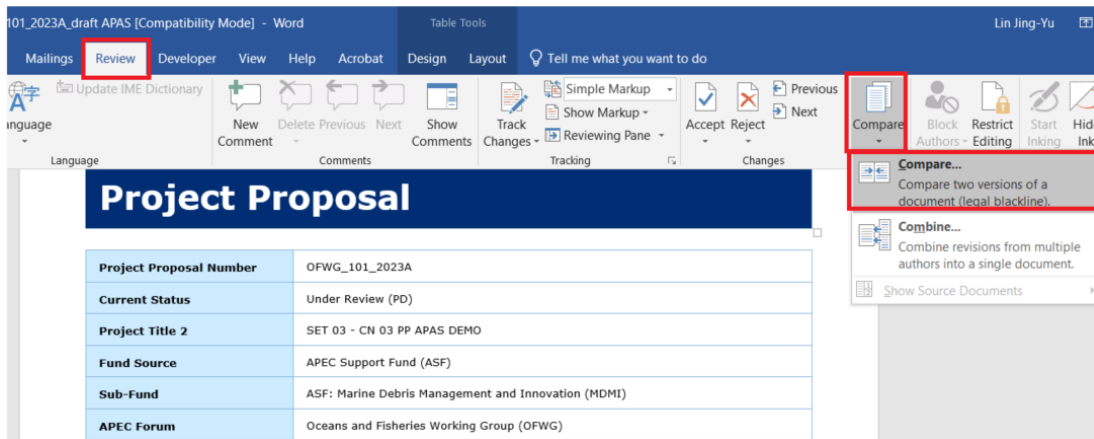 101_2023A_draft APAS [Compatibility Mode] - Word
Table Tools
Lin Jing-Yu
Mailings Review Developer View Help Acrobat Design Layout Tell me what you want to do
字 A
anguage
Language
Update IME Dictionary
New Comment
Delete Previous Next
Show Comments
Comments
Track Changes
Simple Markup
Show Markup
Reviewing Pane
Tracking
Accept Reject
Previous
Next
Changes
Compare
Block Authors
Restrict Editing
Start Inking
Hid
Ink
Compare...
Compare two versions of a
document (legal blackline).
Combine...
Combine revisions from multiple
authors into a single document.
Show Source Documents
Project Proposal
Project Proposal Number OFWG_101_2023A
Current Status Under Review (PD)
Project Title 2 SET 03 - CN 03 PP APAS DEMO
Fund Source APEC Support Fund (ASF)
Sub-Fund ASF: Marine Debris Management and Innovation (MDMI)
APEC Forum Oceans and Fisheries Working Group (OFWG)